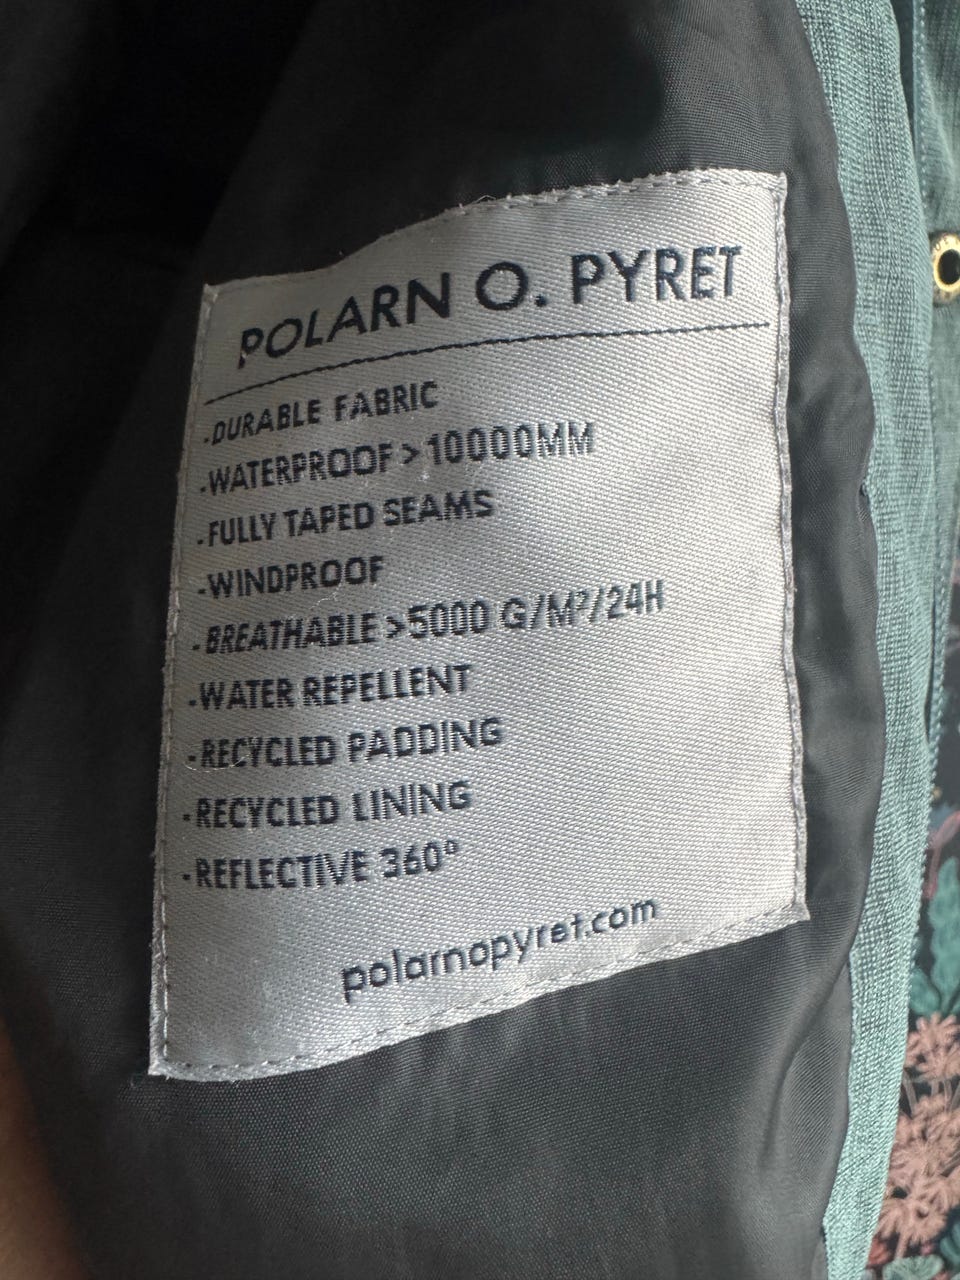 POLARN O. PYRET
-DURABLE FABRIC
-WATERPROOF >10000MM
-FULLY TAPED SEAMS
-WINDPROOF
-BREATHABLE >5000 G/M²/24H
-WATER REPELLENT
-RECYCLED PADDING
-RECYCLED LINING
-REFLECTIVE 360°
polarnopyret.com